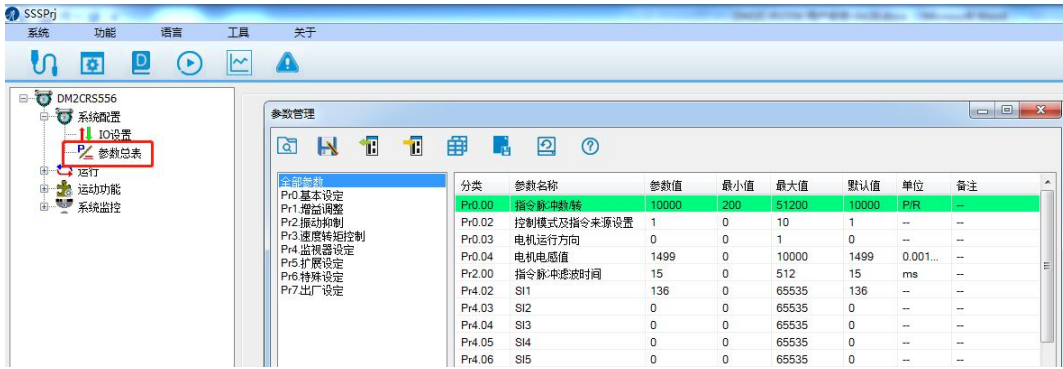 SSSPrj
系统 功能 语言 工具 关于
DM2CRS556
系统配置
IO设置
参数总表
运行
运动功能
系统监控
参数管理
全部参数
Pr0.基本设定
Pr1.增益调整
Pr2.振动抑制
Pr3.速度转矩控制
Pr4.监视器设定
Pr5.扩展设定
Pr6.特殊设定
Pr7.出厂设定
分类 参数名称 参数值 最小值 最大值 默认值 单位 备注
Pr0.00 指令脉冲数/转 10000 200 51200 10000 P/R --
Pr0.02 控制模式及指令来源设置 1 0 10 1 -- --
Pr0.03 电机运行方向 0 0 1 0 -- --
Pr0.04 电机电感值 1499 0 10000 1499 0.001... --
Pr2.00 指令脉冲滤波时间 15 0 512 15 ms --
Pr4.02 SI1 136 0 65535 136 -- --
Pr4.03 SI2 0 0 65535 0 -- --
Pr4.04 SI3 0 0 65535 0 -- --
Pr4.05 SI4 0 0 65535 0 -- --
Pr4.06 SI5 0 0 65535 0 -- --